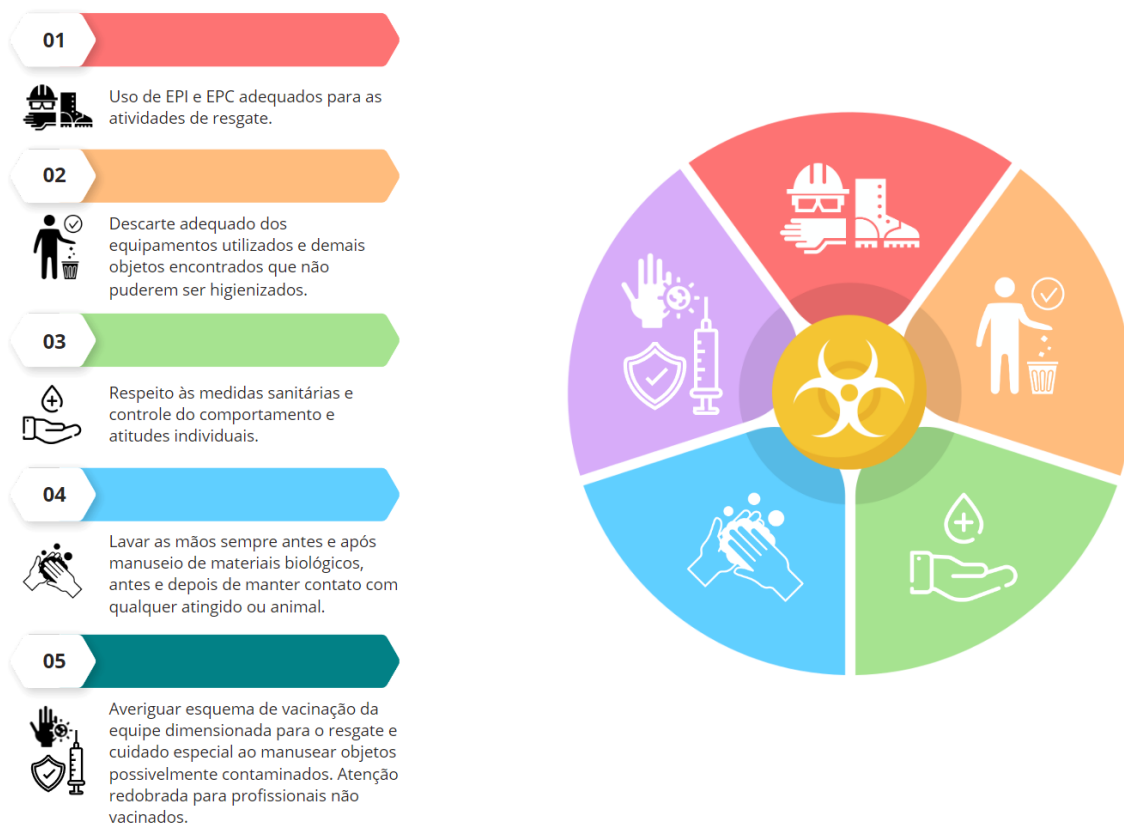 01
Uso de EPI e EPC adequados para as
atividades de resgate.
02
Descarte adequado dos
equipamentos utilizados e demais
objetos encontrados que não
puderem ser higienizados.
03
Respeito às medidas sanitárias e
controle do comportamento e
atitudes individuais.
04
Lavar as mãos sempre antes e após
manuseio de materiais biológicos,
antes e depois de manter contato com
qualquer atingido ou animal.
05
Averiguar esquema de vacinação da
equipe dimensionada para o resgate e
cuidado especial ao manusear objetos
possivelmente contaminados. Atenção
redobrada para profissionais não
vacinados.